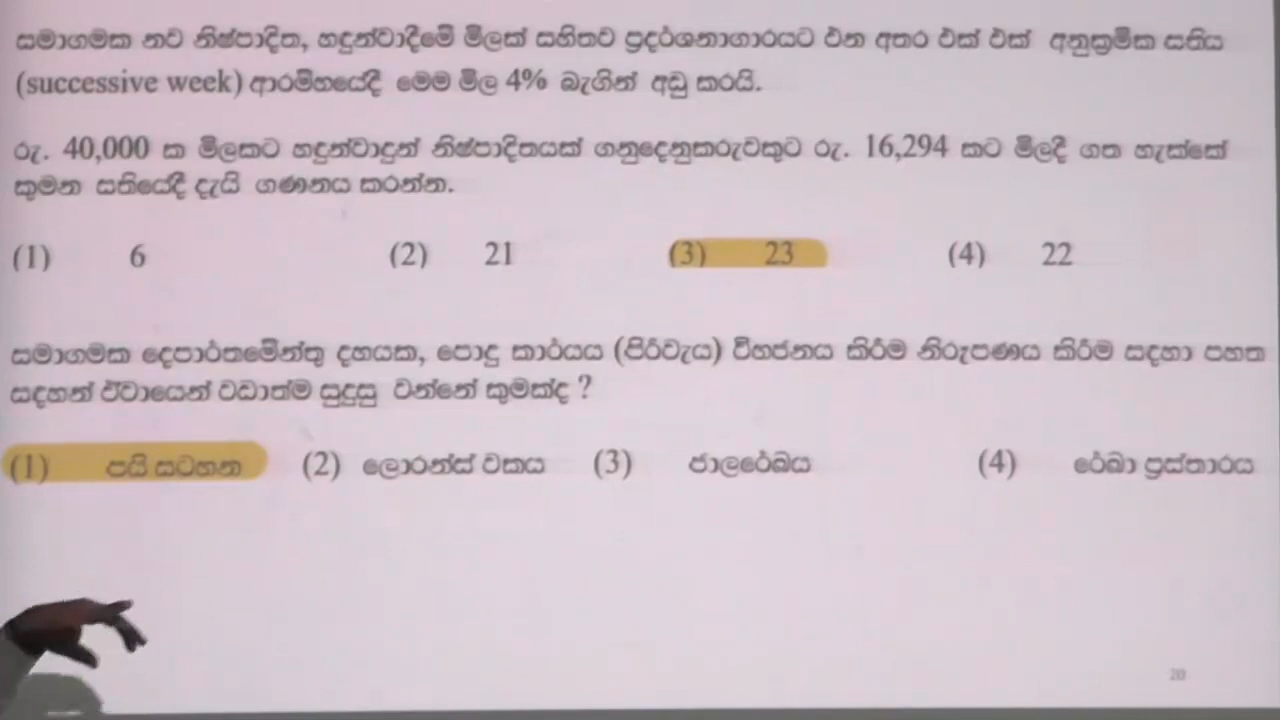 සමාගමක නව නිෂ්පාදිත, හඳුන්වාදීමේ මිලක් සහිතව ප්‍රදර්ශනාගාරයට එන අතර එක් එක් අනුක්‍රමික සතිය
(successive week) ආරම්භයේදී මෙම මිල 4% බැගින් අඩු කරයි.
රු. 40,000 ක මිලකට හඳුන්වාදුන් නිෂ්පාදිතයක් ගනුදෙනුකරුවකුට රු. 16,294 කට මිලදී ගත හැක්කේ
කුමන සතියේදී දැයි ගණනය කරන්න.
(1) 6 (2) 21 (3) 23 (4) 22
සමාගමක දෙපාර්තමේන්තු දහයක, පොදු කාර්යය (පිරිවැය) විභජනය කිරීම නිරූපණය කිරීම සඳහා පහත
සඳහන් ඒවායෙන් වඩාත්ම සුදුසු වන්නේ කුමක්ද ?
(1) පයි සටහන (2) ලොරන්ස් වක්‍රය (3) ජාලරේඛය (4) රේඛා ප්‍රස්තාරය
20